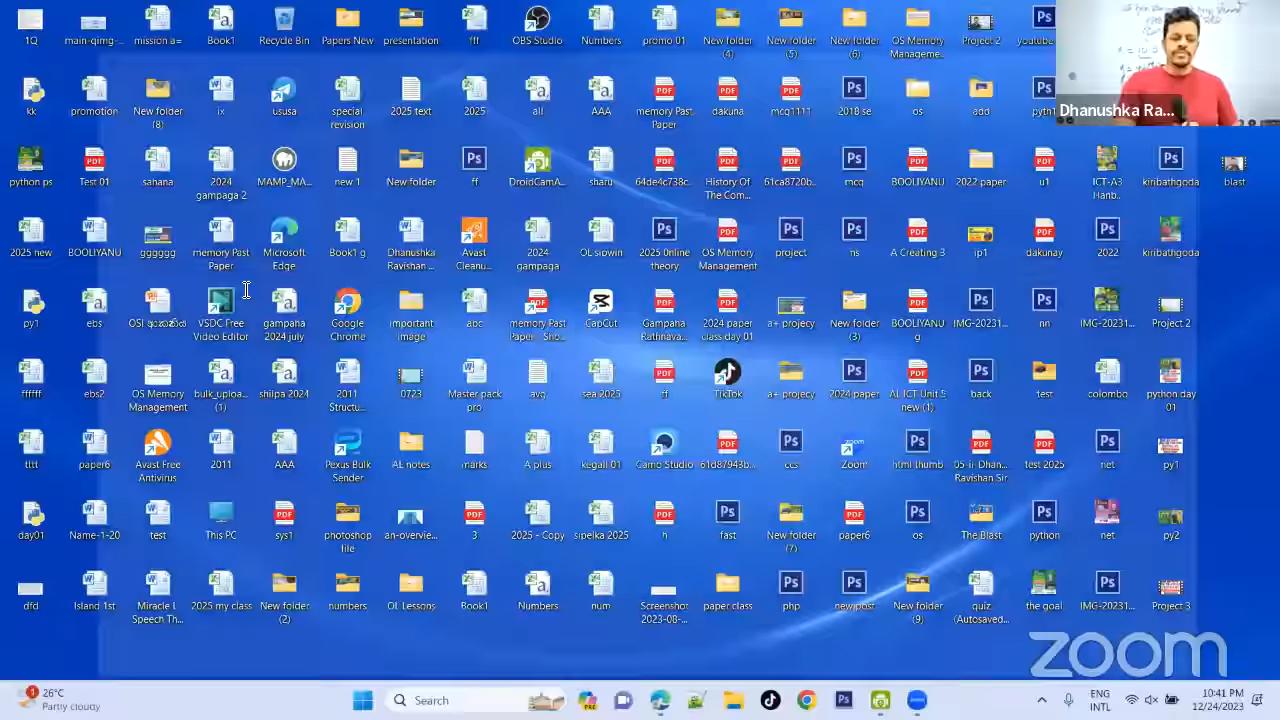 1Q
main-qimg-...
mission a=
Book1
Recycle Bin
Papers New
presentation
fff
OBS Studio
Numbers
promo 01
New folder (4)
New folder (5)
New folder (6)
OS Memory Manageme...
Project 2
Dhanushka Ra...
kk
promotion
New folder (8)
ix
ususa
special revision
2025 test
2025
all
AAA
memory Past Paper
dakuna
mcq1111
2018 se
os
add
python ps
Test 01
sahana
2024 gampaga 2
MAMP_MA...
new 1
New folder
ff
DroidCamA...
sharu
64de4c738c...
History Of The Com...
61ca8720b...
mcq
BOOLIYANU
2022 paper
u1
ICT-A3 Hanb...
kiribathgoda
blast
2025 new
BOOLIYANU
gggggg
memory Past Paper
Microsoft Edge
Book1 g
Dhanushka Ravishan ...
Avast Cleanu...
2024 gampaga
OL sipwin
2025 0nline theory
OS Memory Management
project
ns
A Creating 3
ip1
dakunay
2022
kiribathgoda
py1
ebs
VSDC Free Video Editor
gampaha 2024 july
Google Chrome
important image
abc
memory Past Paper - Sho...
CapCut
Gampaha Rathnava...
2024 paper class day 01
a+ projecy
New folder (3)
BOOLIYANU g
IMG-20231...
nn
IMG-20231...
Project 2
ffffff
ebs2
OS Memory Management
bulk_uploa... (1)
shilpa 2024
2011 Structu...
0723
Master pack pro
avg
sea 2025
ff
TikTok
a+ projecy
2024 paper
AL ICT Unit 5 new (1)
back
test
colombo
python day 01
tttt
paper6
Avast Free Antivirus
2011
AAA
Pexus Bulk Sender
AL notes
marks
A plus
kegall 01
Camo Studio
61d87943b...
ccs
Zoom
html thumb
05-ii Dhan... Ravishan Sir
test 2025
net
py1
day01
Name-1-20
test
This PC
sys1
photoshop file
an-overvie...
3
2025 - Copy
sipelka 2025
h
fast
New folder (7)
paper6
os
The Blast
python
net
py2
dfd
Island 1st
Miracle L Speech Th...
2025 my class
New folder (2)
numbers
OL Lessons
Book1
Numbers
num
Screenshot 2023-08-...
paper class
php
newpost
New folder (9)
quiz (Autosaved...
the goal
IMG-20231...
Project 3
zoom
1
26°C
Partly cloudy
Search
ENG
INTL
10:41 PM
12/24/2023